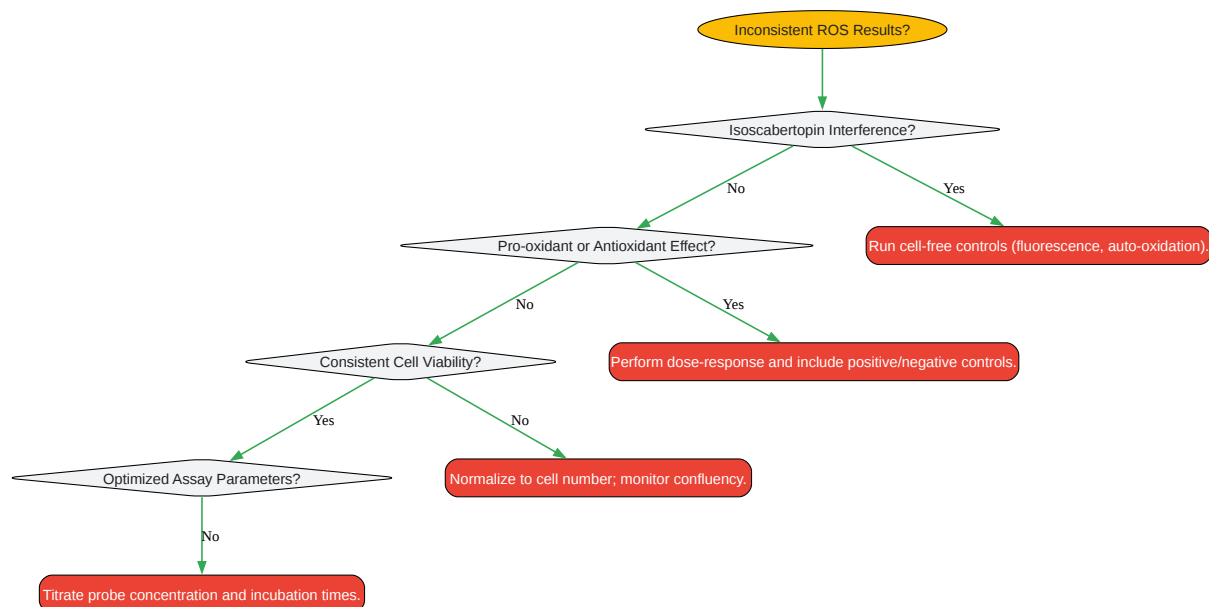 Inconsistent ROS Results?
Isoscabertopin Interference?
No
Yes
Pro-oxidant or Antioxidant Effect?
Run cell-free controls (fluorescence, auto-oxidation).
No
Yes
Consistent Cell Viability?
Perform dose-response and include positive/negative controls.
Yes
No
Optimized Assay Parameters?
Normalize to cell number; monitor confluency.
No
Titrate probe concentration and incubation times.